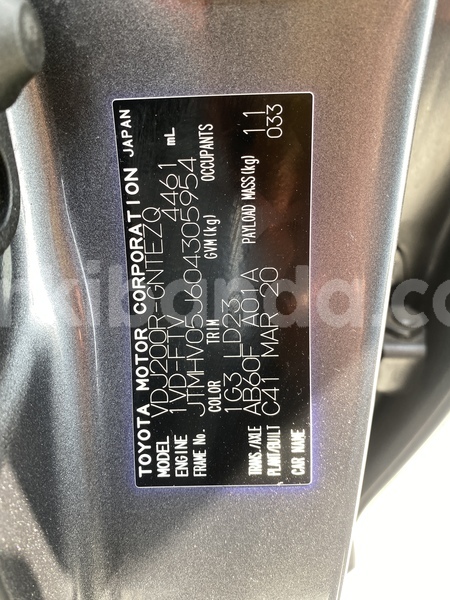 TOYOTA MOTOR CORPORATION JAPAN
MODEL VDJ200R-GNTEZQ
ENGINE 1VD-FTV 4461 mL
FRAME No. JTMHV05J604305954
COLOR TRIM GVM(kg) OCCUPANTS
1G3 LD23
TRANS./AXLE AB60F A01A PAYLOAD MASS(kg) 11
PLANT/BUILT C41 MAR 20 033
CAR NAME